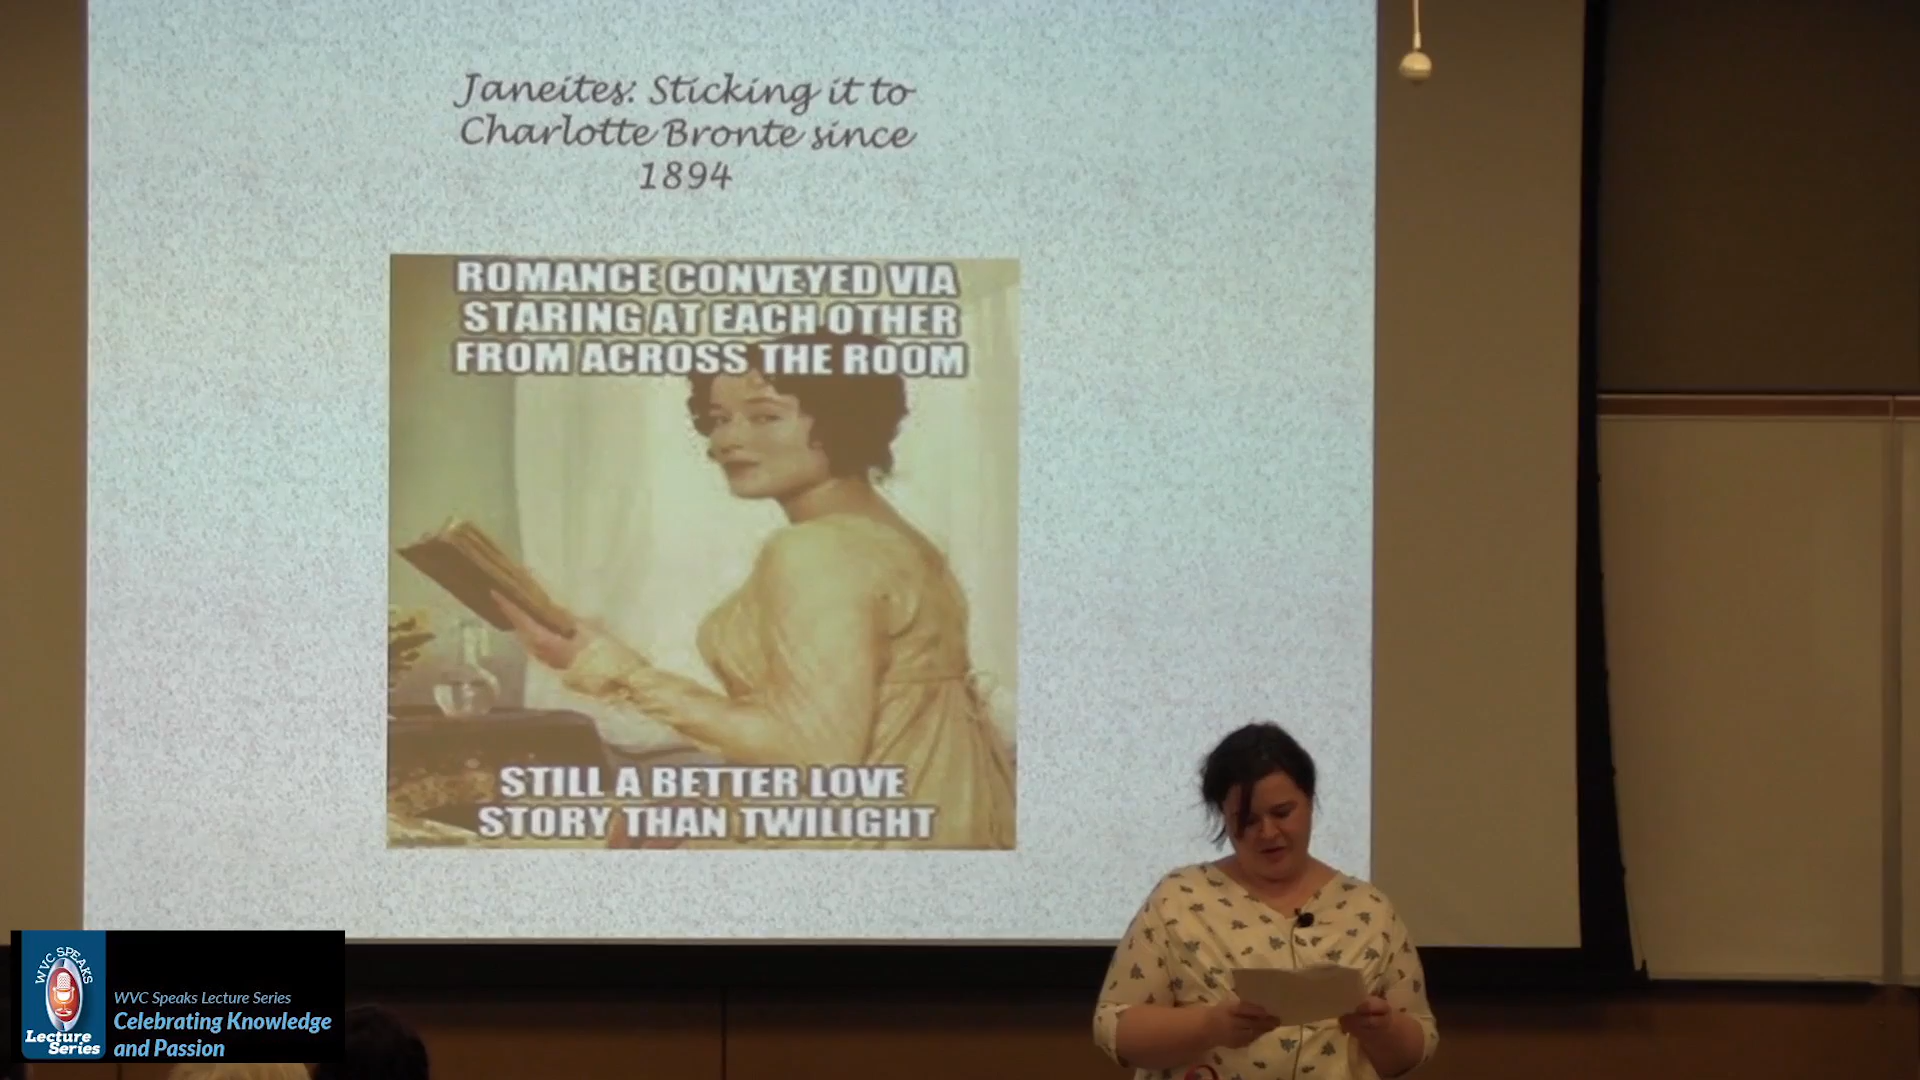 Janeites: Sticking it to
Charlotte Bronte since
1894
ROMANCE CONVEYED VIA
STARING AT EACH OTHER
FROM ACROSS THE ROOM
STILL A BETTER LOVE
STORY THAN TWILIGHT
WVC SPEAKS
Lecture
Series
WVC Speaks Lecture Series
Celebrating Knowledge
and Passion